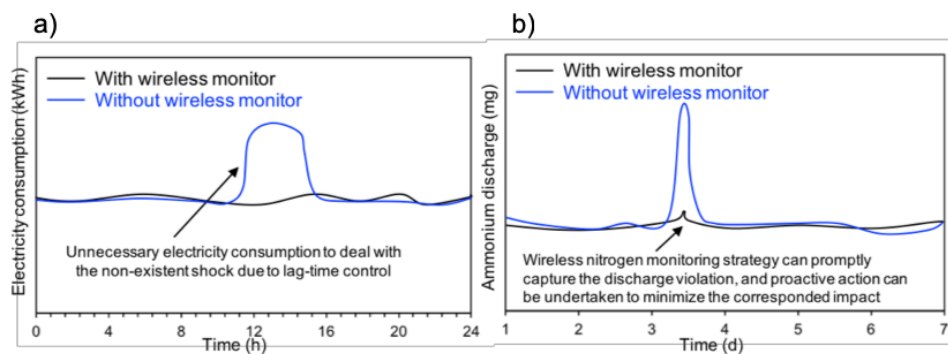 a)
With wireless monitor
Without wireless monitor
Electricity consumption (kWh)
Unnecessary electricity consumption to deal with
the non-existent shock due to lag-time control
0 4 8 12 16 20 24
Time (h)
b)
With wireless monitor
Without wireless monitor
Ammonium discharge (mg)
Wireless nitrogen monitoring strategy can promptly
capture the discharge violation, and proactive action can
be undertaken to minimize the corresponded impact
1 2 3 4 5 6 7
Time (d)